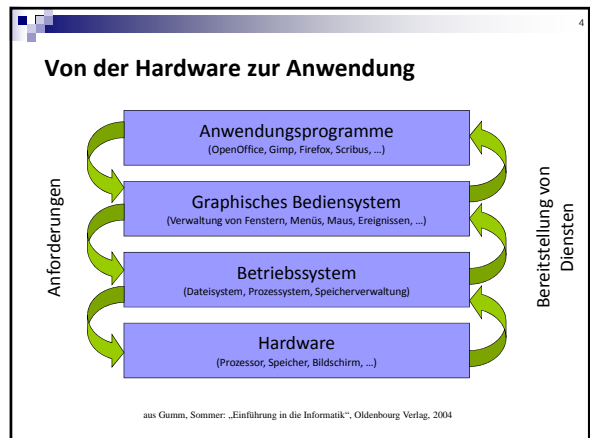 4
Von der Hardware zur Anwendung
Anforderungen
Anwendungsprogramme
(OpenOffice, Gimp, Firefox, Scribus, …)
Graphisches Bediensystem
(Verwaltung von Fenstern, Menüs, Maus, Ereignissen, …)
Betriebssystem
(Dateisystem, Prozessystem, Speicherverwaltung)
Hardware
(Prozessor, Speicher, Bildschirm, …)
Bereitstellung von
Diensten
aus Gumm, Sommer: „Einführung in die Informatik“, Oldenbourg Verlag, 2004